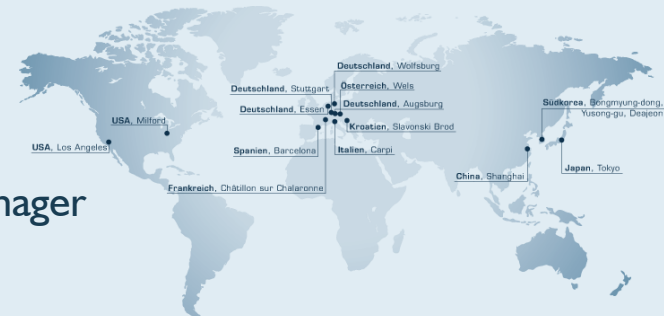 Deutschland, Wolfsburg
Deutschland, Stuttgart
Österreich, Wels
Deutschland, Essen
Deutschland, Augsburg
Südkorea, Bongmyung-dong,
Yusong-gu, Deajeon
USA, Milford
Kroatien, Slavonski Brod
USA, Los Angeles
Spanien, Barcelona
Italien, Carpi
Japan, Tokyo
China, Shanghai
Frankreich, Châtillon sur Chalaronne
nager